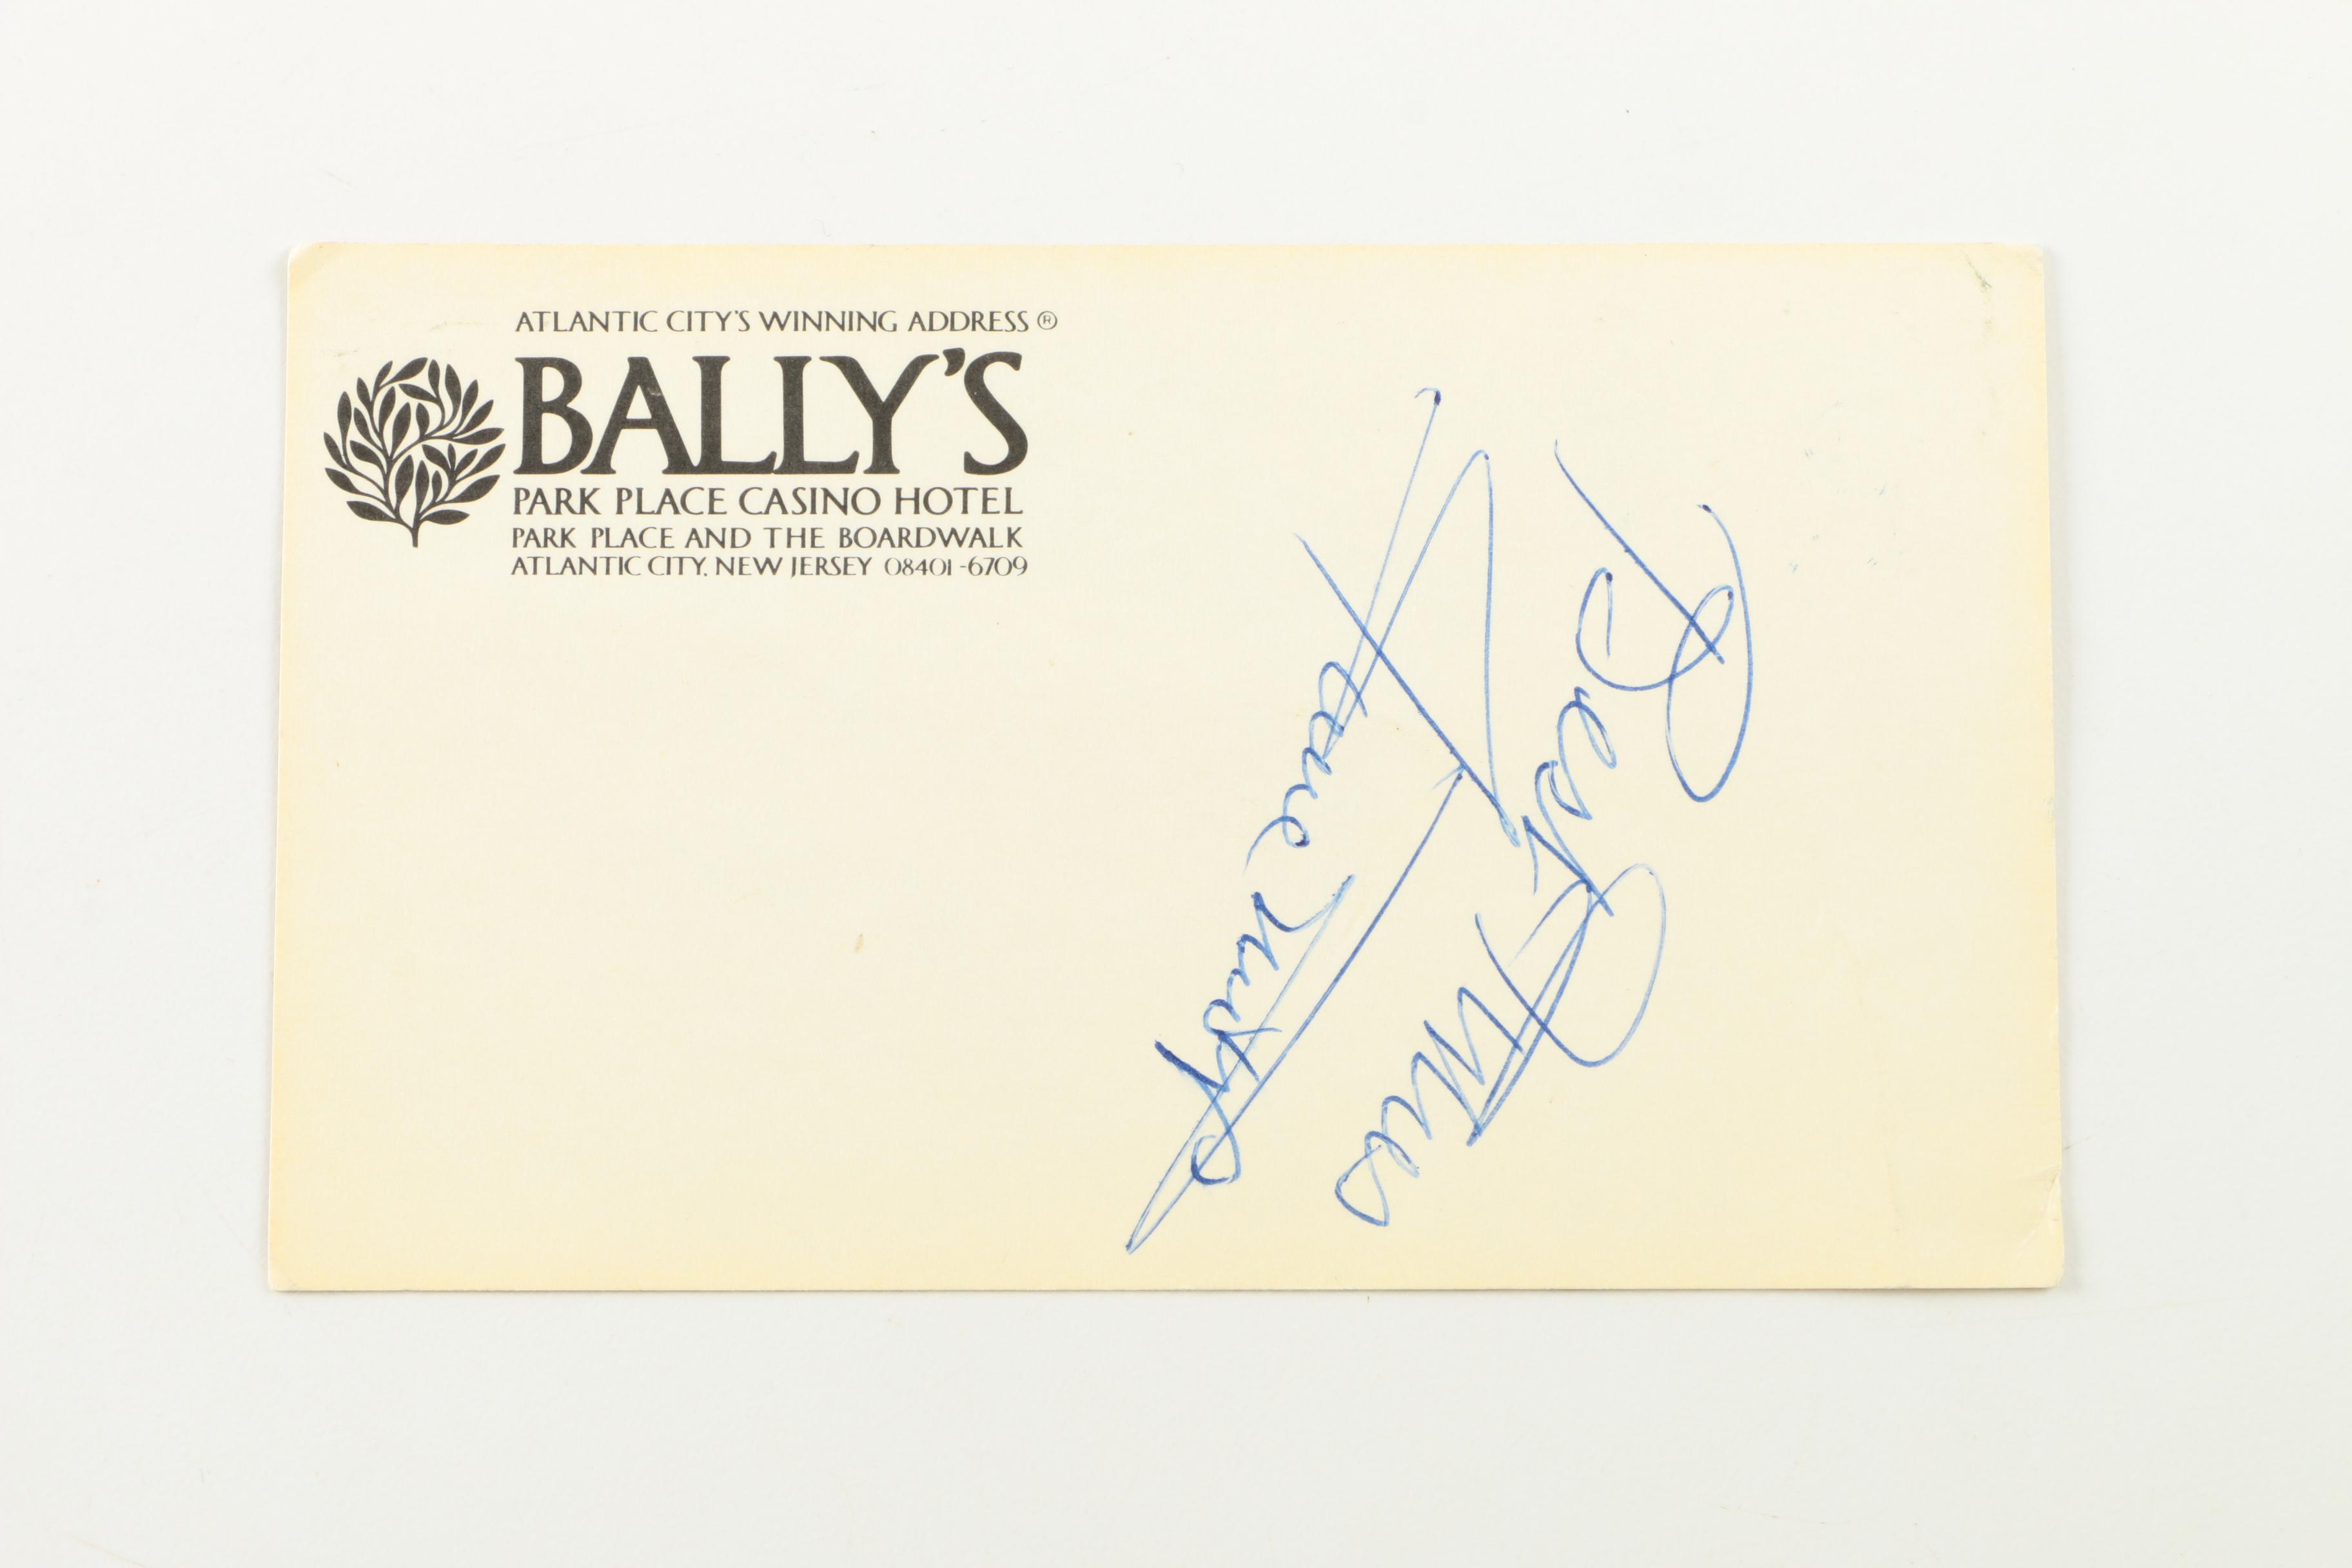 ATLANTIC CITY'S WINNING ADDRESS ®
BALLY'S
PARK PLACE CASINO HOTEL
PARK PLACE AND THE BOARDWALK
ATLANTIC CITY, NEW JERSEY 08401-6709
Best